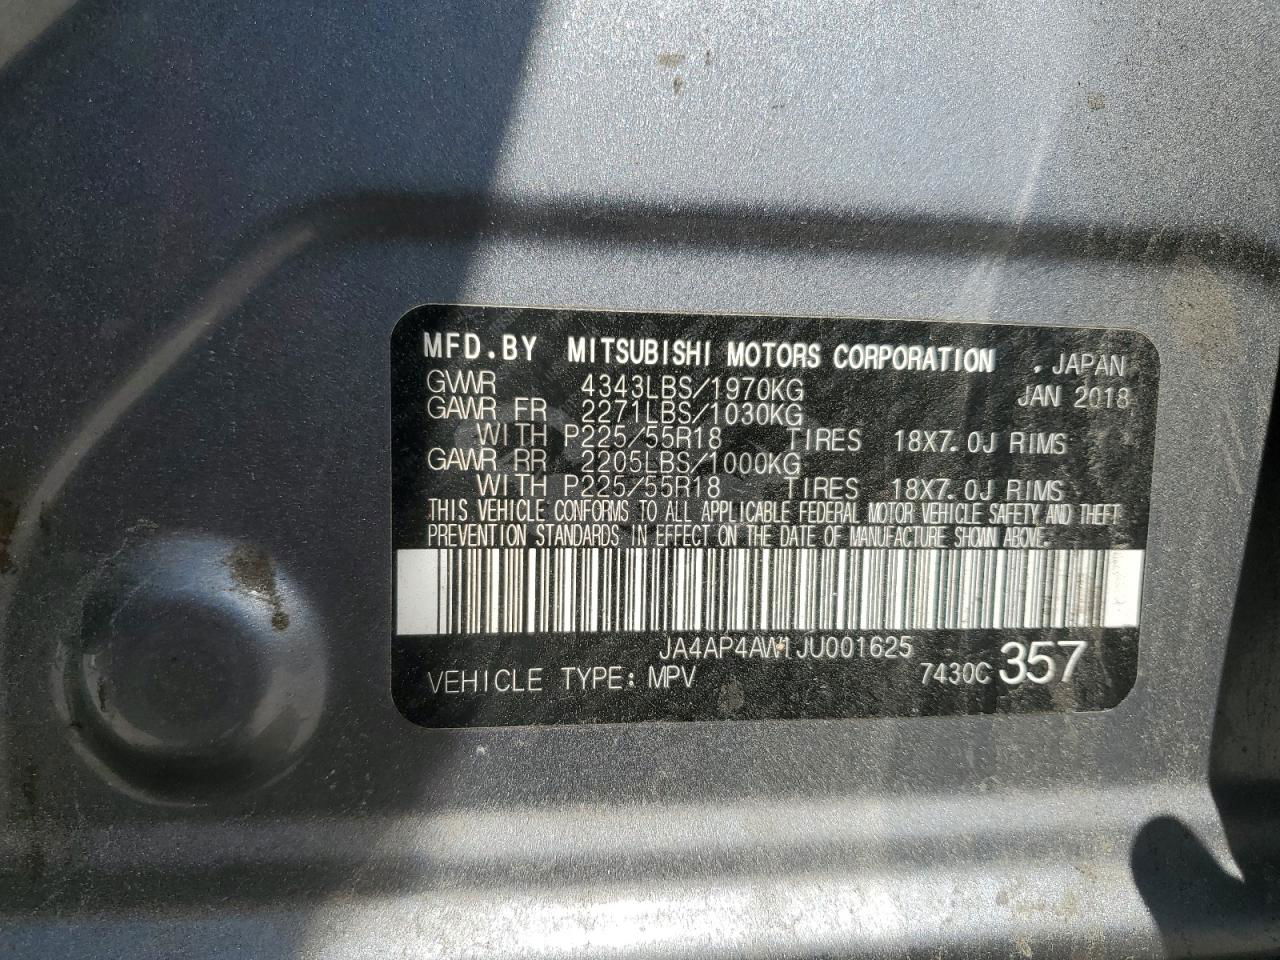 MFD.BY MITSUBISHI MOTORS CORPORATION . JAPAN
GVWR 4343LBS/1970KG JAN 2018
GAWR FR 2271LBS/1030KG
WITH P225/55R18 TIRES 18X7.0J RIMS
GAWR RR 2205LBS/1000KG
WITH P225/55R18 TIRES 18X7.0J RIMS
THIS VEHICLE CONFORMS TO ALL APPLICABLE FEDERAL MOTOR VEHICLE SAFETY AND THEFT
PREVENTION STANDARDS IN EFFECT ON THE DATE OF MANUFACTURE SHOWN ABOVE.
JA4AP4AW1JU001625
VEHICLE TYPE: MPV 7430C 357